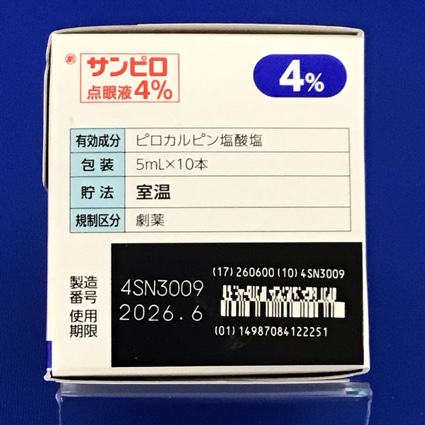 劇
サンピロ
点眼液4%
4%
有効成分 ピロカルピン塩酸塩
包装 5mL×10本
貯法 室温
規制区分 劇薬
製造番号 4SN3009
使用期限 2026.6
(17)260600(10)4SN3009
(01)14987084122251